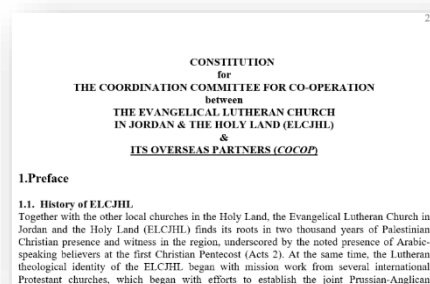 2
CONSTITUTION
for
THE COORDINATION COMMITTEE FOR CO-OPERATION
between
THE EVANGELICAL LUTHERAN CHURCH
IN JORDAN & THE HOLY LAND (ELCJHL)
&
ITS OVERSEAS PARTNERS (COCOP)
1.Preface
1.1. History of ELCJHL
Together with the other local churches in the Holy Land, the Evangelical Lutheran Church in
Jordan and the Holy Land (ELCJHL) finds its roots in two thousand years of Palestinian
Christian presence and witness in the region, underscored by the noted presence of Arabic-
speaking believers at the first Christian Pentecost (Acts 2). At the same time, the Lutheran
theological identity of the ELCJHL began with mission work from several international
Protestant churches, which began with efforts to establish the joint Prussian-Anglican